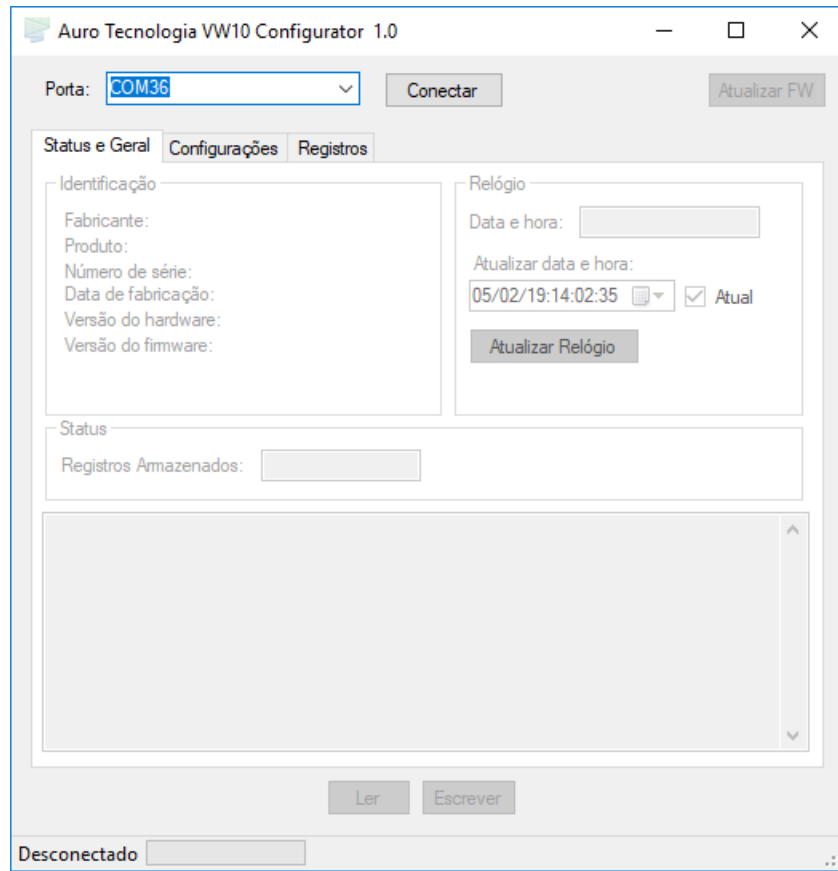 Auro Tecnologia VW10 Configurator 1.0
Porta: COM36 Conectar Atualizar FW
Status e Geral Configurações Registros
Identificação
Fabricante:
Produto:
Número de série:
Data de fabricação:
Versão do hardware:
Versão do firmware:
Relógio
Data e hora:
Atualizar data e hora:
05/02/19:14:02:35 Atual
Atualizar Relógio
Status
Registros Armazenados:
Ler Escrever
Desconectado